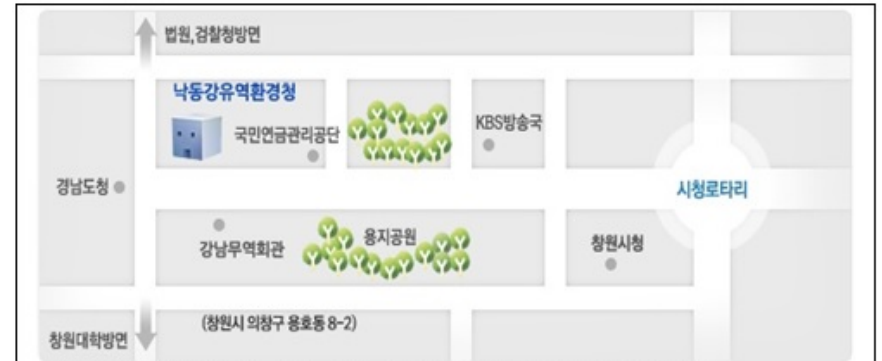 법원,검찰청방면
낙동강유역환경청
국민연금관리공단
KBS방송국
경남도청
시청로타리
강남무역회관
용지공원
창원시청
(창원시 의창구 용호동 8-2)
창원대학방면